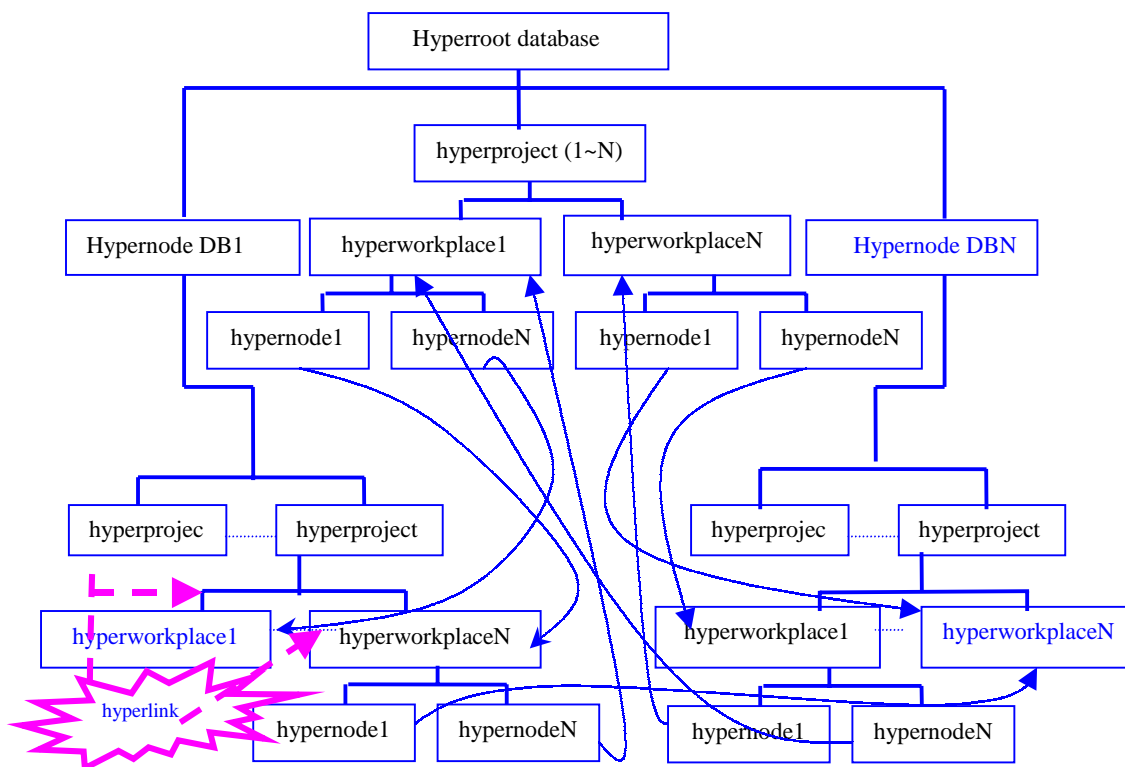 Hyperroot database
hyperproject (1~N)
Hypernode DB1
hyperworkplace1
hyperworkplaceN
Hypernode DBN
hypernode1
hypernodeN
hypernode1
hypernodeN
hyperprojec
hyperproject
hyperprojec
hyperproject
hyperworkplace1
hyperworkplaceN
hyperworkplace1
hyperworkplaceN
hyperlink
hypernode1
hypernodeN
hypernode1
hypernodeN